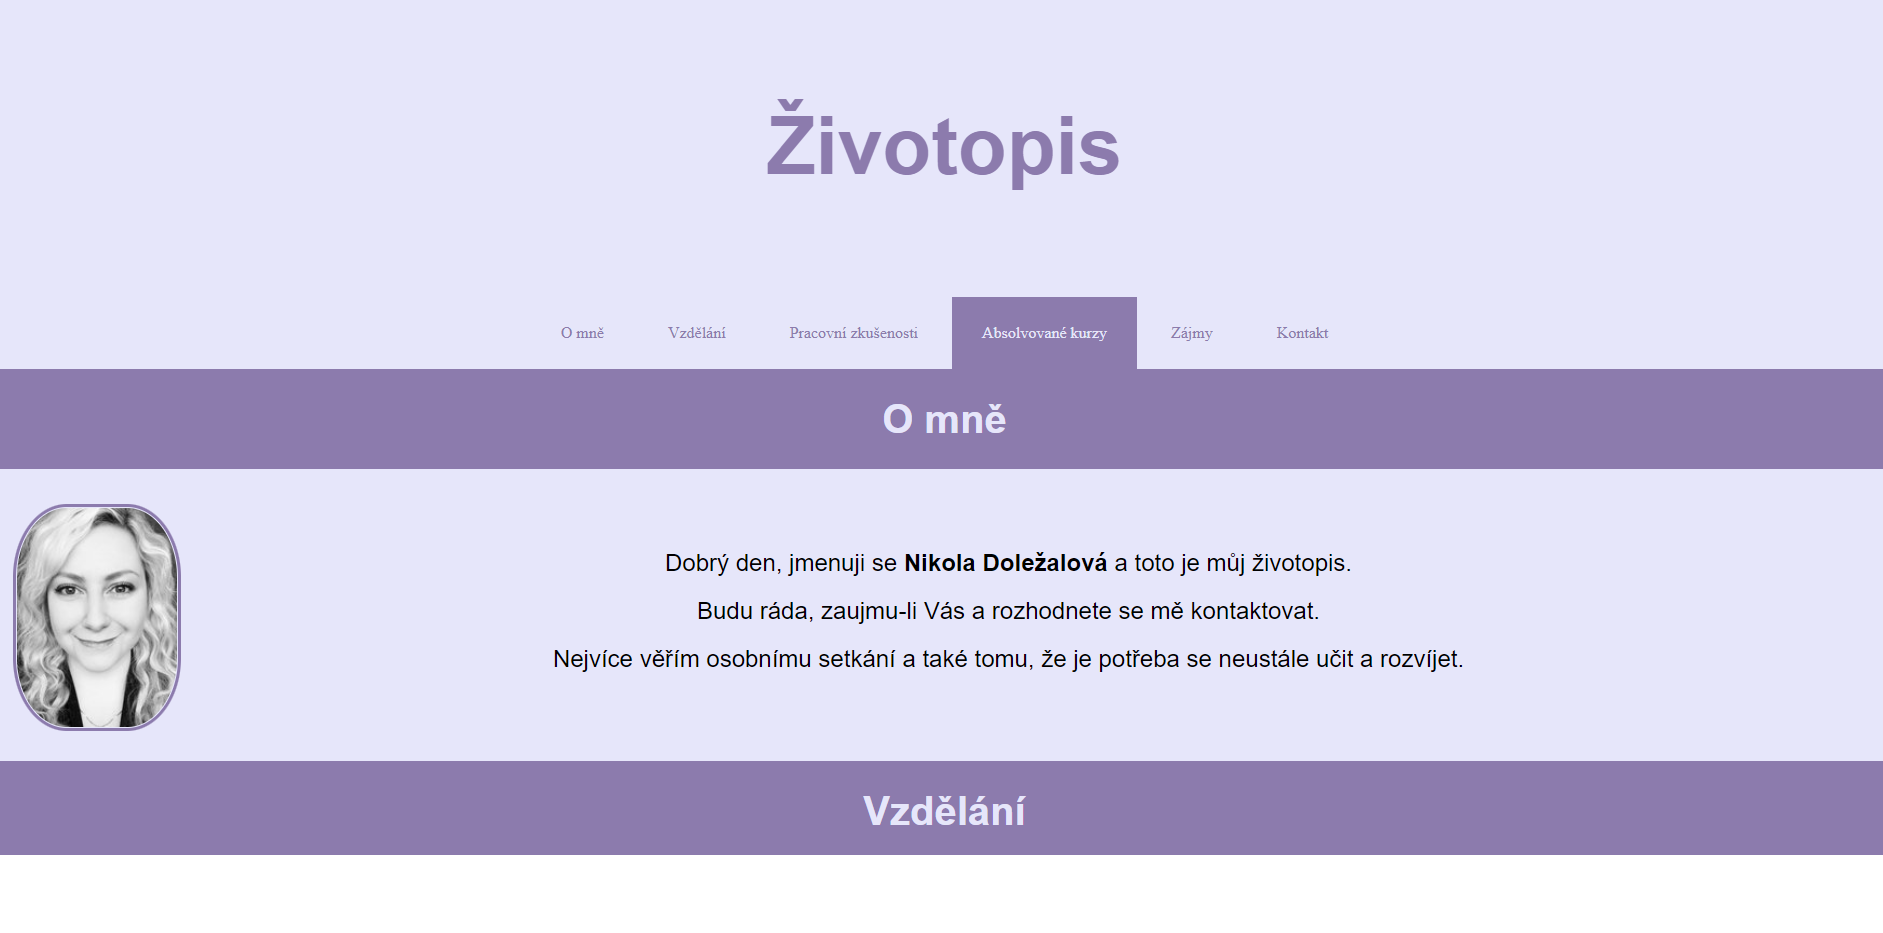 Životopis
O mně Vzdělání Pracovní zkušenosti Absolvované kurzy Zájmy Kontakt
O mně
Dobrý den, jmenuji se Nikola Doležalová a toto je můj životopis.
Budu ráda, zaujmu-li Vás a rozhodnete se mě kontaktovat.
Nejvíce věřím osobnímu setkání a také tomu, že je potřeba se neustále učit a rozvíjet.
Vzdělání